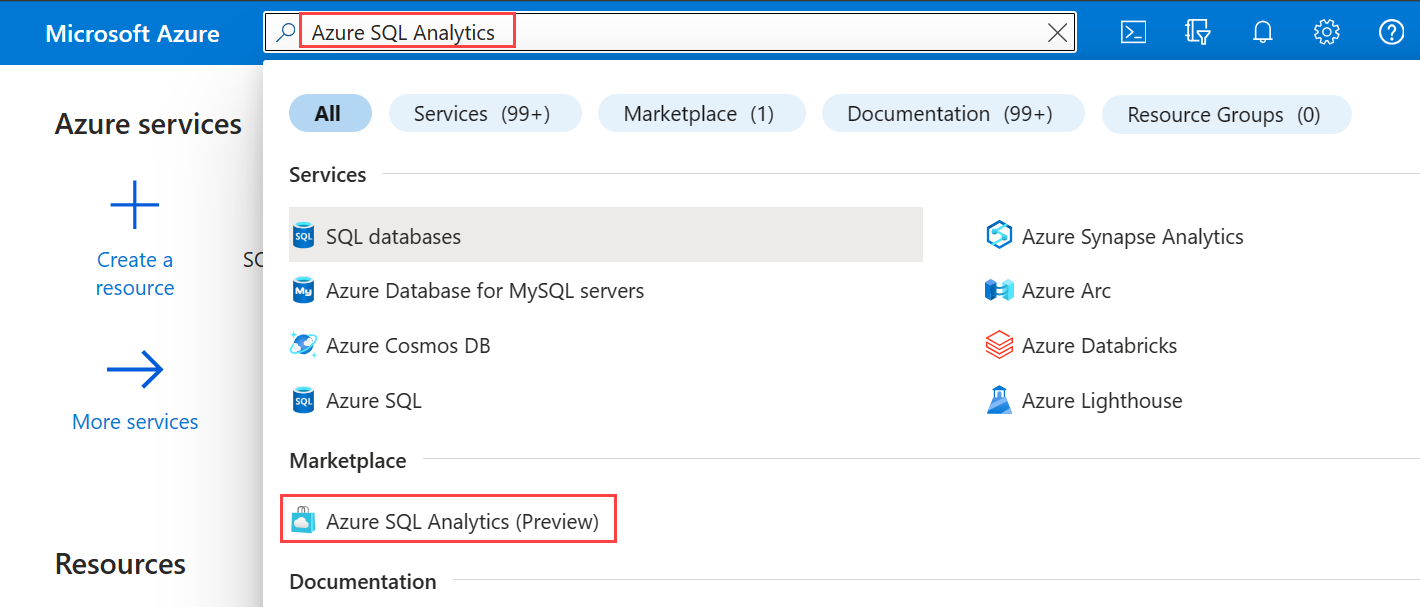 Microsoft Azure
Azure SQL Analytics
Azure services
Create a
resource
More services
Resources
All
Services (99+)
Marketplace (1)
Documentation (99+)
Resource Groups (0)
Services
SQL databases
Azure Database for MySQL servers
Azure Cosmos DB
Azure SQL
Azure Synapse Analytics
Azure Arc
Azure Databricks
Azure Lighthouse
Marketplace
Azure SQL Analytics (Preview)
Documentation